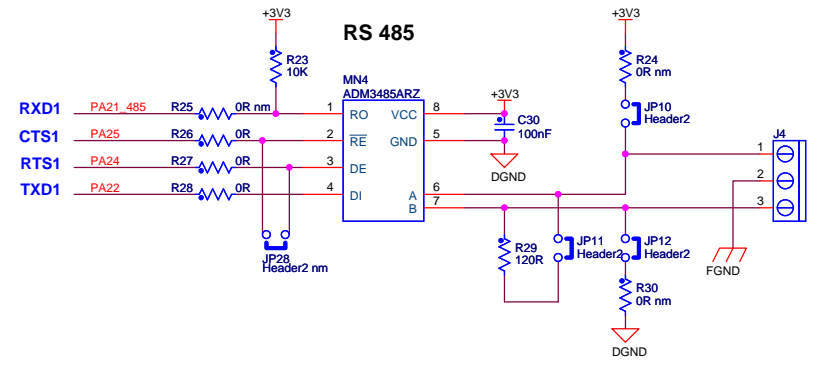 +3V3
RS 485
+3V3
R23
10K
R24
0R nm
MN4
ADM3485ARZ
+3V3
JP10
Header2
RXD1
PA21_485
R25
0R nm
1
RO
VCC
8
C30
100nF
CTS1
PA25
R26
0R
2
RE
GND
5
J4
1
RTS1
PA24
R27
0R
3
DE
DGND
2
TXD1
PA22
R28
0R
4
DI
A
6
B
7
3
JP28
Header2 nm
R29
120R
JP11
Header2
JP12
Header2
FGND
R30
0R nm
DGND